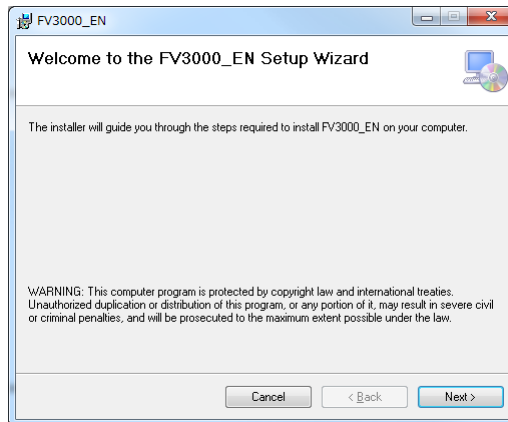 FV3000_EN
Welcome to the FV3000_EN Setup Wizard
The installer will guide you through the steps required to install FV3000_EN on your computer.
WARNING: This computer program is protected by copyright law and international treaties.
Unauthorized duplication or distribution of this program, or any portion of it, may result in severe civil
or criminal penalties, and will be prosecuted to the maximum extent possible under the law.
Cancel < Back Next >